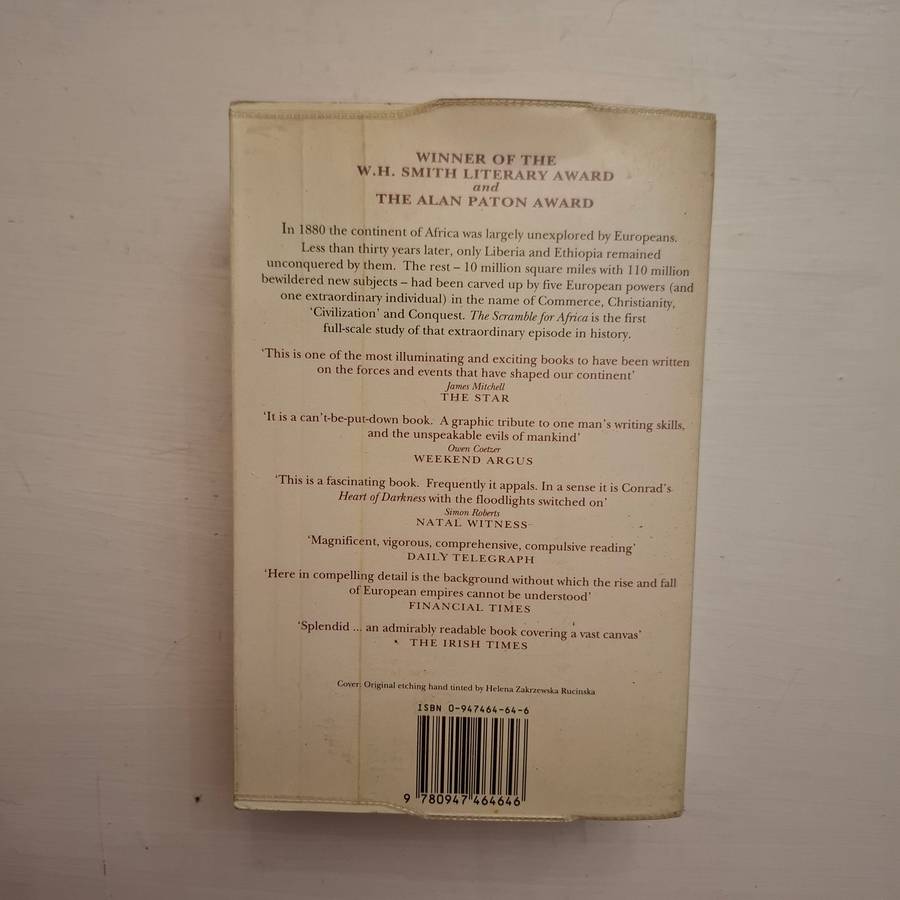 WINNER OF THE
W.H. SMITH LITERARY AWARD
and
THE ALAN PATON AWARD
In 1880 the continent of Africa was largely unexplored by Europeans.
Less than thirty years later, only Liberia and Ethiopia remained
unconquered by them. The rest – 10 million square miles with 110 million
bewildered new subjects – had been carved up by five European powers (and
one extraordinary individual) in the name of Commerce, Christianity,
'Civilization' and Conquest. The Scramble for Africa is the first
full-scale study of that extraordinary episode in history.
'This is one of the most illuminating and exciting books to have been written
on the forces and events that have shaped our continent'
James Mitchell
THE STAR
'It is a can't-be-put-down book. A graphic tribute to one man's writing skills,
and the unspeakable evils of mankind'
Owen Coetzer
WEEKEND ARGUS
'This is a fascinating book. Frequently it appals. In a sense it is Conrad's
Heart of Darkness with the floodlights switched on'
Simon Roberts
NATAL WITNESS
'Magnificent, vigorous, comprehensive, compulsive reading'
DAILY TELEGRAPH
'Here in compelling detail is the background without which the rise and fall
of European empires cannot be understood'
FINANCIAL TIMES
'Splendid ... an admirably readable book covering a vast canvas'
THE IRISH TIMES
Cover: Original etching hand tinted by Helena Zakrzewska Rucinska
ISBN 0-947464-64-6
9 780947 464646